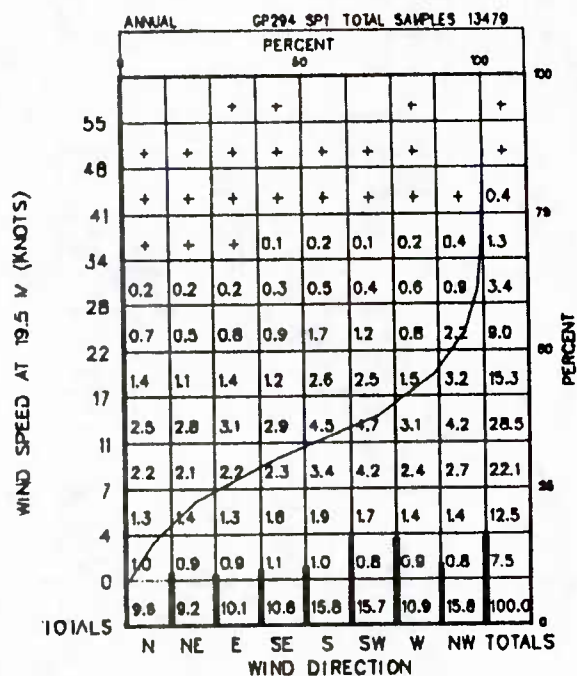 ANNUAL GP294 SP1 TOTAL SAMPLES 13479
PERCENT
0 50 100
100
+ + + +
55
+ + + + + + + +
48
+ + + + + + + + 0.4
41 79
+ + + 0.1 0.2 0.1 0.2 0.4 1.3
34
0.2 0.2 0.2 0.3 0.5 0.4 0.6 0.9 3.4
28
0.7 0.5 0.8 0.9 1.7 1.2 0.8 2.2 9.0
22
1.4 1.1 1.4 1.2 2.6 2.5 1.5 3.2 15.3
17
2.5 2.8 3.1 2.9 4.5 4.7 3.1 4.2 28.5
11
2.2 2.1 2.2 2.3 3.4 4.2 2.4 2.7 22.1
7
1.3 1.4 1.3 1.6 1.9 1.7 1.4 1.4 12.5
4
1.0 0.9 0.9 1.1 1.0 0.8 0.9 0.8 7.5
0
9.8 9.2 10.1 10.6 15.8 15.7 10.9 15.8 100.0
0
TOTALS
N NE E SE S SW W NW TOTALS
WIND DIRECTION
WIND SPEED AT 19.5 M (KNOTS)
PERCENT